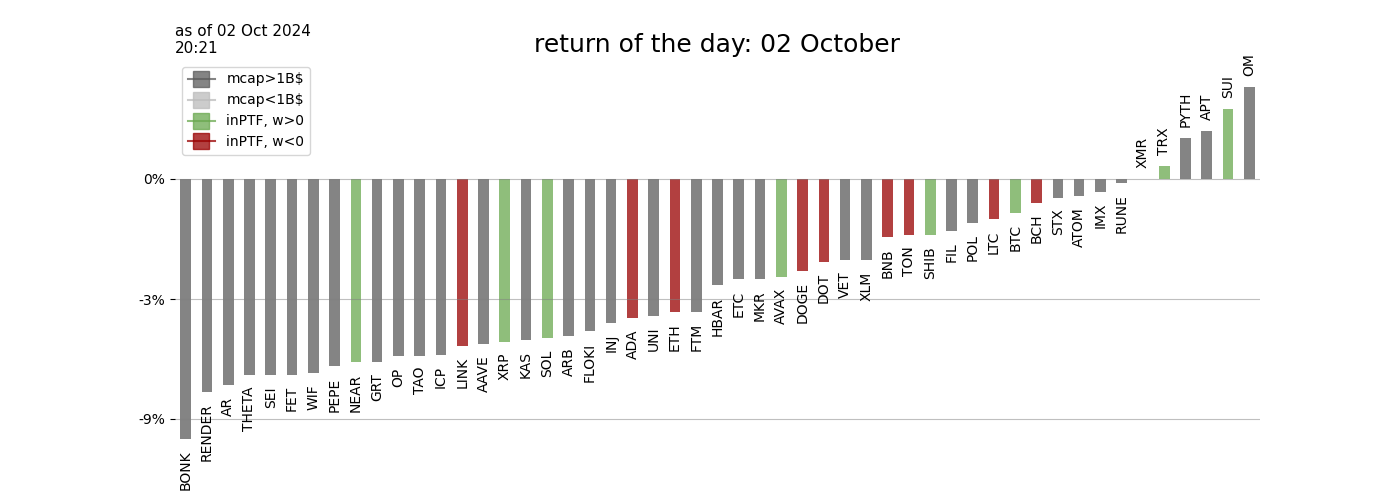 as of 02 Oct 2024
20:21
return of the day: 02 October
mcap>1B$
mcap<1B$
inPTF, w>0
inPTF, w<0
0%
-3%
-9%
BONK
RENDER
AR
THETA
SEI
FET
WIF
PEPE
NEAR
GRT
OP
TAO
ICP
LINK
AAVE
XRP
KAS
SOL
ARB
FLOKI
INJ
ADA
UNI
ETH
FTM
HBAR
ETC
MKR
AVAX
DOGE
DOT
VET
XLM
BNB
TON
SHIB
FIL
POL
LTC
BTC
BCH
STX
ATOM
IMX
RUNE
XMR
TRX
PYTH
APT
SUI
OM